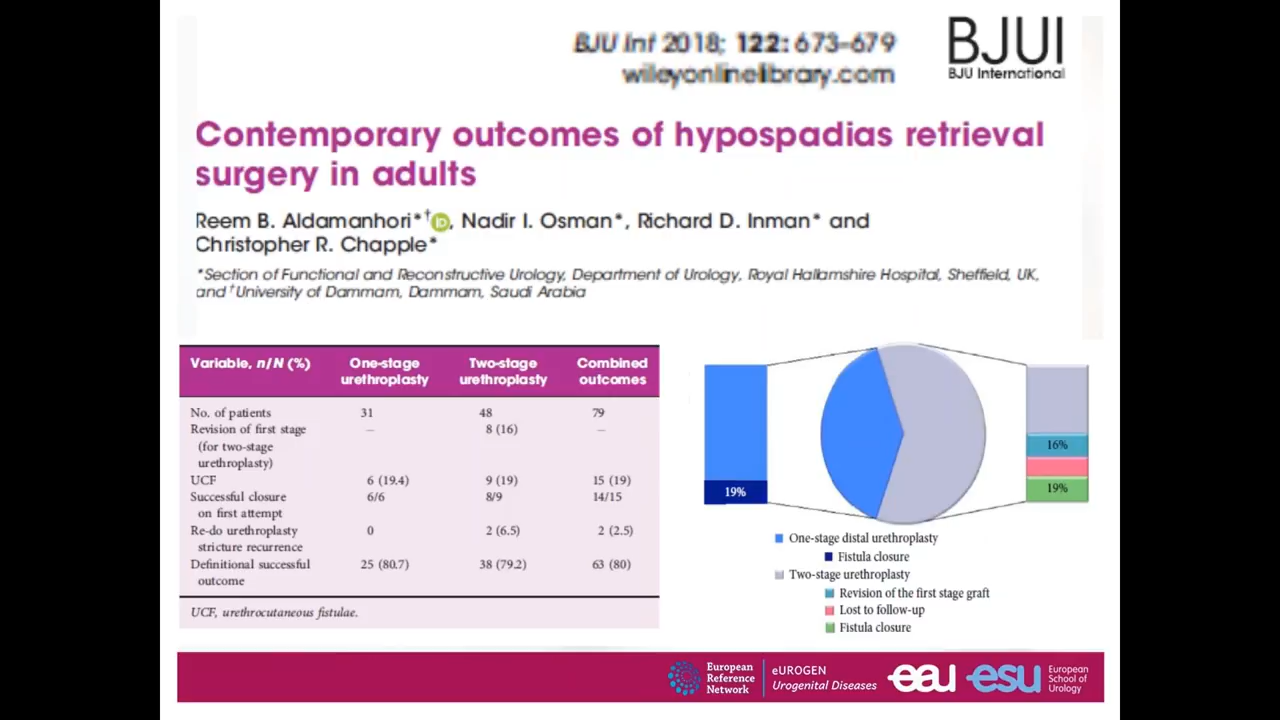 BJU Int 2018; 122: 673–679
wileyonlinelibrary.com
BJUI
BJU International
Contemporary outcomes of hypospadias retrieval
surgery in adults
Reem B. Aldamanhori*† iD, Nadir I. Osman*, Richard D. Inman* and
Christopher R. Chapple*
*Section of Functional and Reconstructive Urology, Department of Urology, Royal Hallamshire Hospital, Sheffield, UK,
and †University of Dammam, Dammam, Saudi Arabia
Variable, n/N (%) One-stage urethroplasty Two-stage urethroplasty Combined outcomes
No. of patients 31 48 79
Revision of first stage – 8 (16) –
(for two-stage
urethroplasty)
UCF 6 (19.4) 9 (19) 15 (19)
Successful closure 6/6 8/9 14/15
on first attempt
Re-do urethroplasty 0 2 (6.5) 2 (2.5)
stricture recurrence
Definitional successful 25 (80.7) 38 (79.2) 63 (80)
outcome
UCF, urethrocutaneous fistulae.
19%
16%
19%
One-stage distal urethroplasty
Fistula closure
Two-stage urethroplasty
Revision of the first stage graft
Lost to follow-up
Fistula closure
European
Reference
Network
eUROGEN
Urogenital Diseases
eau
esu
European
School of
Urology